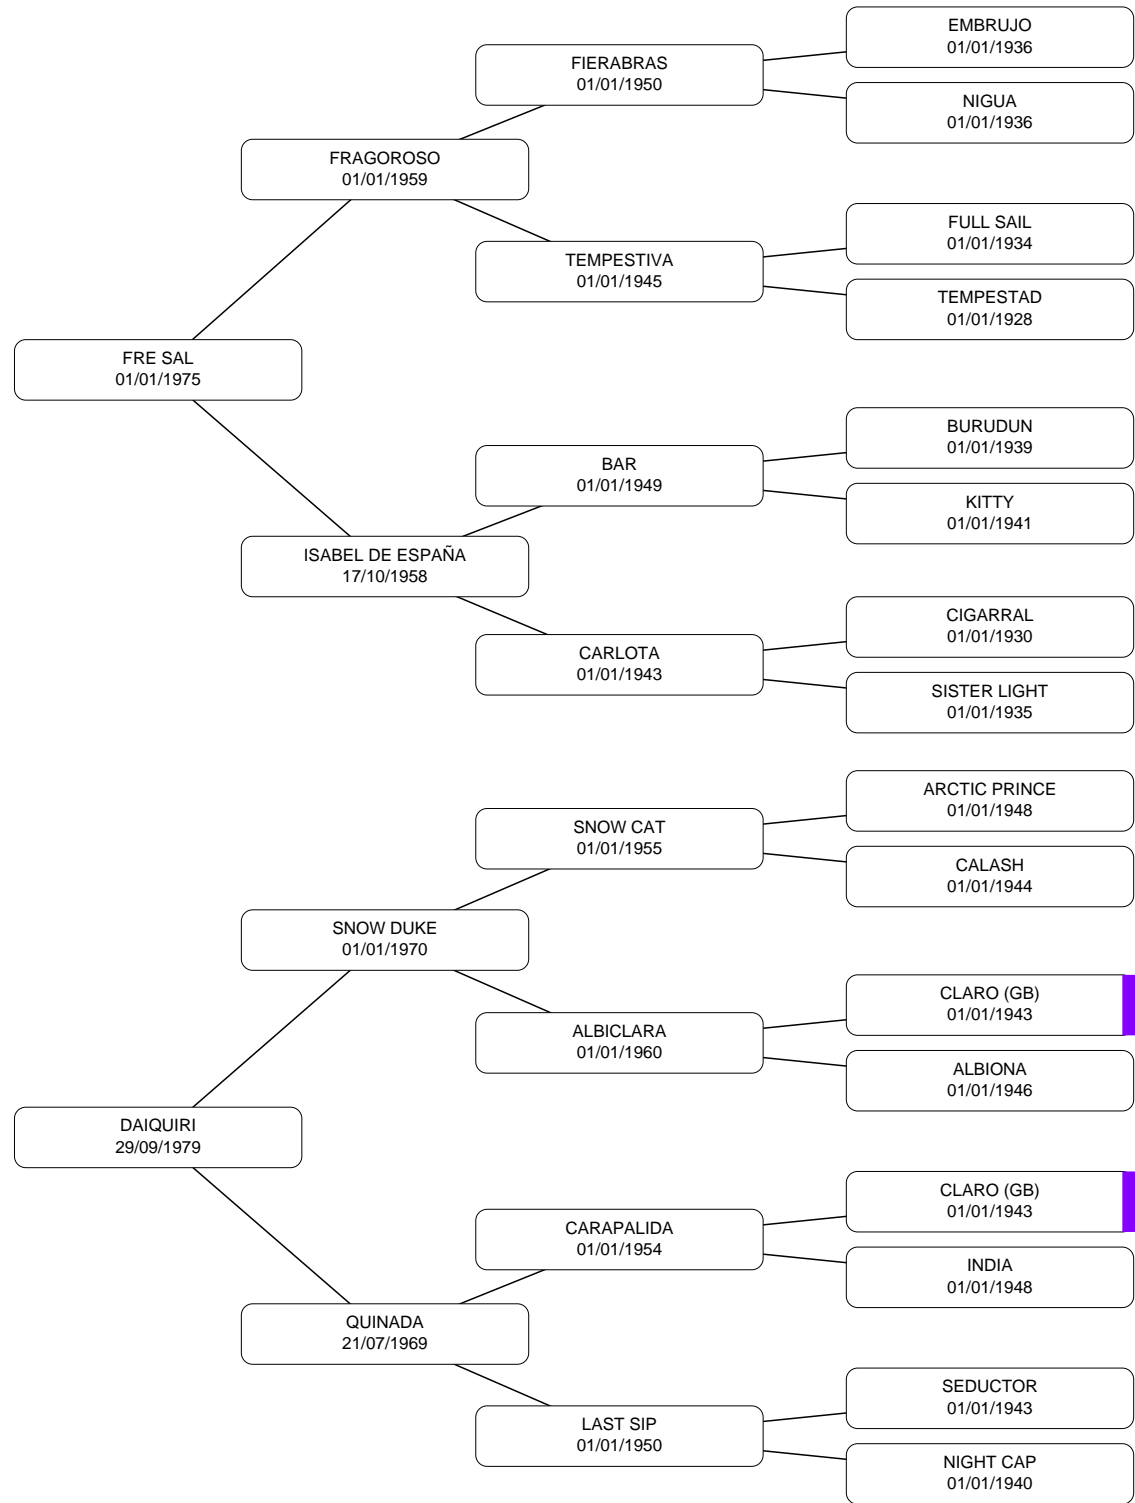 EMBRUJO
01/01/1936
FIERABRAS
01/01/1950
NIGUA
01/01/1936
FRAGOROSO
01/01/1959
FULL SAIL
01/01/1934
TEMPESTIVA
01/01/1945
TEMPESTAD
01/01/1928
FRE SAL
01/01/1975
BURUDUN
01/01/1939
BAR
01/01/1949
KITTY
01/01/1941
ISABEL DE ESPAÑA
17/10/1958
CIGARRAL
01/01/1930
CARLOTA
01/01/1943
SISTER LIGHT
01/01/1935
ARCTIC PRINCE
01/01/1948
SNOW CAT
01/01/1955
CALASH
01/01/1944
SNOW DUKE
01/01/1970
CLARO (GB)
01/01/1943
ALBICLARA
01/01/1960
ALBIONA
01/01/1946
DAIQUIRI
29/09/1979
CLARO (GB)
01/01/1943
CARAPALIDA
01/01/1954
INDIA
01/01/1948
QUINADA
21/07/1969
SEDUCTOR
01/01/1943
LAST SIP
01/01/1950
NIGHT CAP
01/01/1940